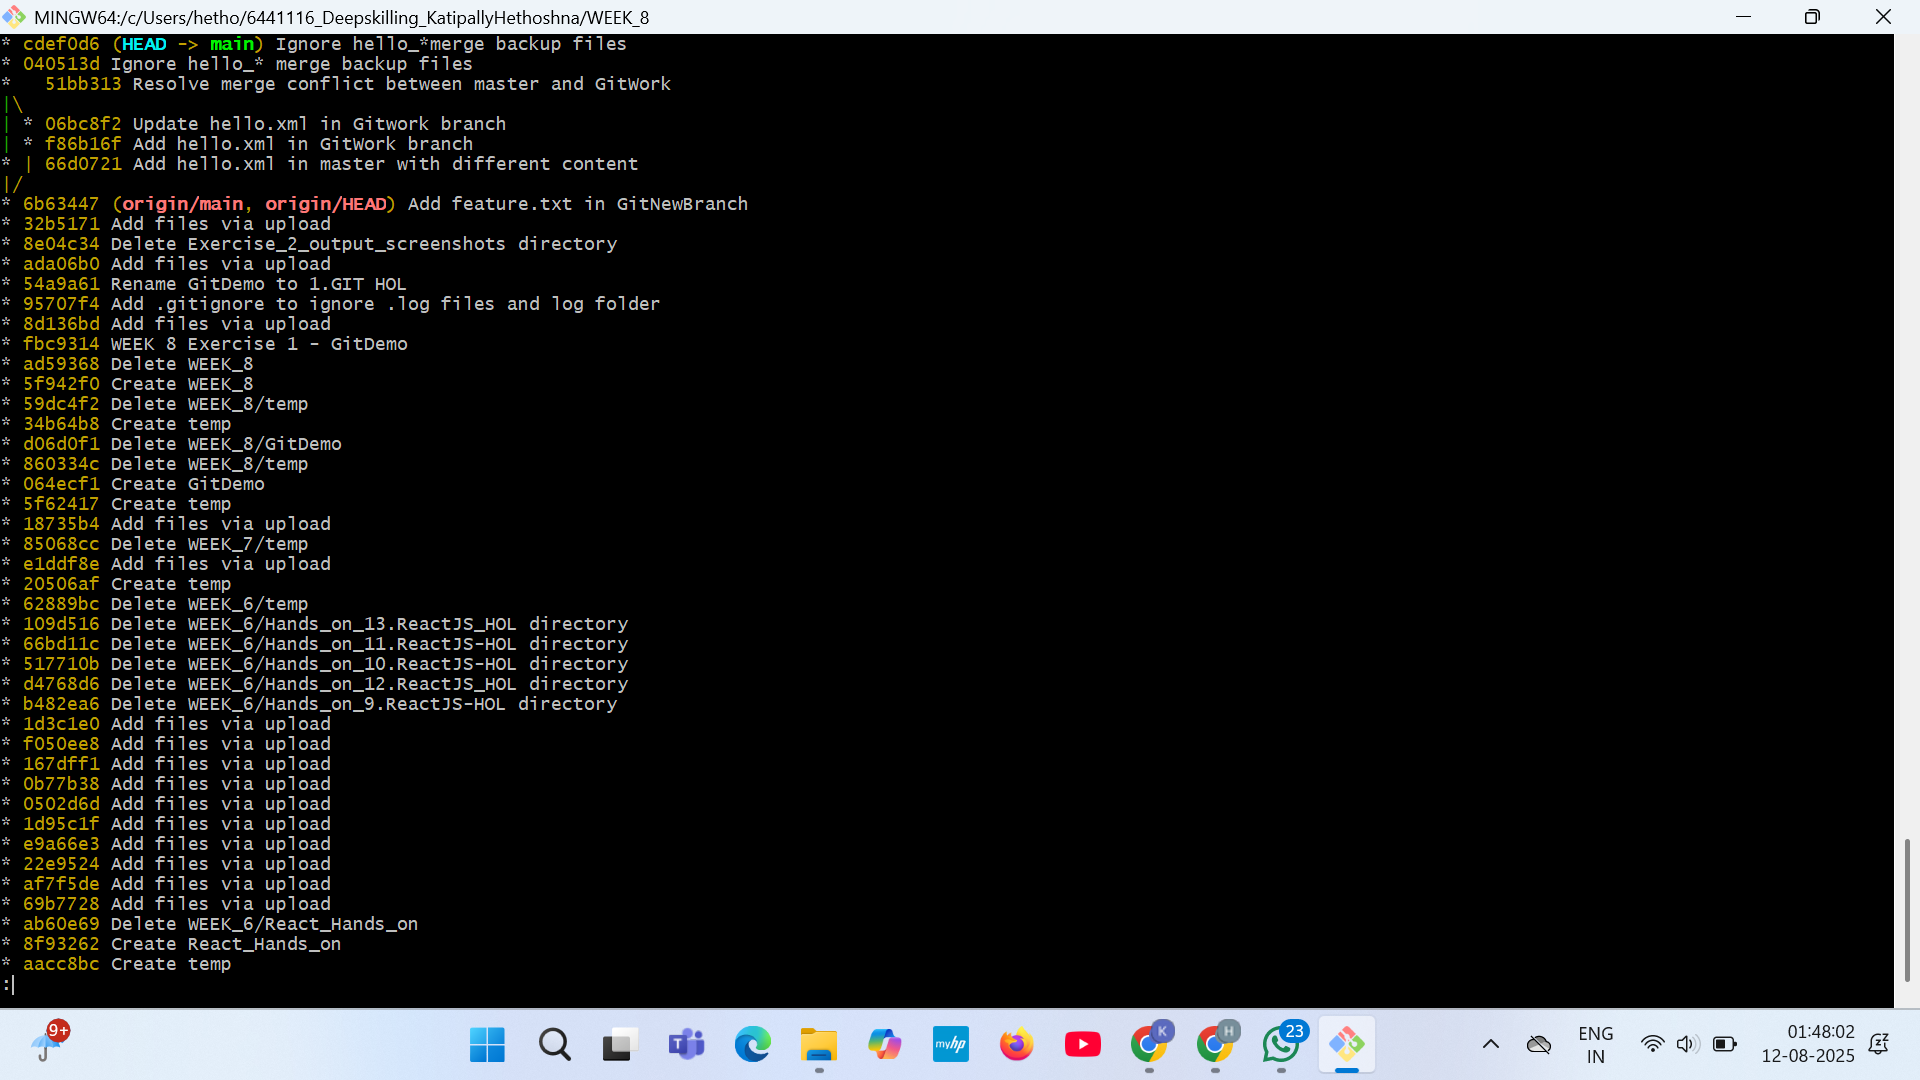 MINGW64:/c/Users/hetho/6441116_Deepskilling_KatipallyHethoshna/WEEK_8
* cdef0d6 (HEAD -> main) Ignore hello_*merge backup files
* 040513d Ignore hello_* merge backup files
*   51bb313 Resolve merge conflict between master and GitWork
|\
| * 06bc8f2 Update hello.xml in Gitwork branch
| * f86b16f Add hello.xml in GitWork branch
* | 66d0721 Add hello.xml in master with different content
|/
* 6b63447 (origin/main, origin/HEAD) Add feature.txt in GitNewBranch
* 32b5171 Add files via upload
* 8e04c34 Delete Exercise_2_output_screenshots directory
* ada06b0 Add files via upload
* 54a9a61 Rename GitDemo to 1.GIT HOL
* 95707f4 Add .gitignore to ignore .log files and log folder
* 8d136bd Add files via upload
* fbc9314 WEEK 8 Exercise 1 - GitDemo
* ad59368 Delete WEEK_8
* 5f942f0 Create WEEK_8
* 59dc4f2 Delete WEEK_8/temp
* 34b64b8 Create temp
* d06d0f1 Delete WEEK_8/GitDemo
* 860334c Delete WEEK_8/temp
* 064ecf1 Create GitDemo
* 5f62417 Create temp
* 18735b4 Add files via upload
* 85068cc Delete WEEK_7/temp
* e1ddf8e Add files via upload
* 20506af Create temp
* 62889bc Delete WEEK_6/temp
* 109d516 Delete WEEK_6/Hands_on_13.ReactJS_HOL directory
* 66bd11c Delete WEEK_6/Hands_on_11.ReactJS-HOL directory
* 517710b Delete WEEK_6/Hands_on_10.ReactJS-HOL directory
* d4768d6 Delete WEEK_6/Hands_on_12.ReactJS_HOL directory
* b482ea6 Delete WEEK_6/Hands_on_9.ReactJS-HOL directory
* 1d3c1e0 Add files via upload
* f050ee8 Add files via upload
* 167dff1 Add files via upload
* 0b77b38 Add files via upload
* 0502d6d Add files via upload
* 1d95c1f Add files via upload
* e9a66e3 Add files via upload
* 22e9524 Add files via upload
* af7f5de Add files via upload
* 69b7728 Add files via upload
* ab60e69 Delete WEEK_6/React_Hands_on
* 8f93262 Create React_Hands_on
* aacc8bc Create temp
:
9+
T
myhp
K
H
23
ENG
IN
01:48:02
12-08-2025